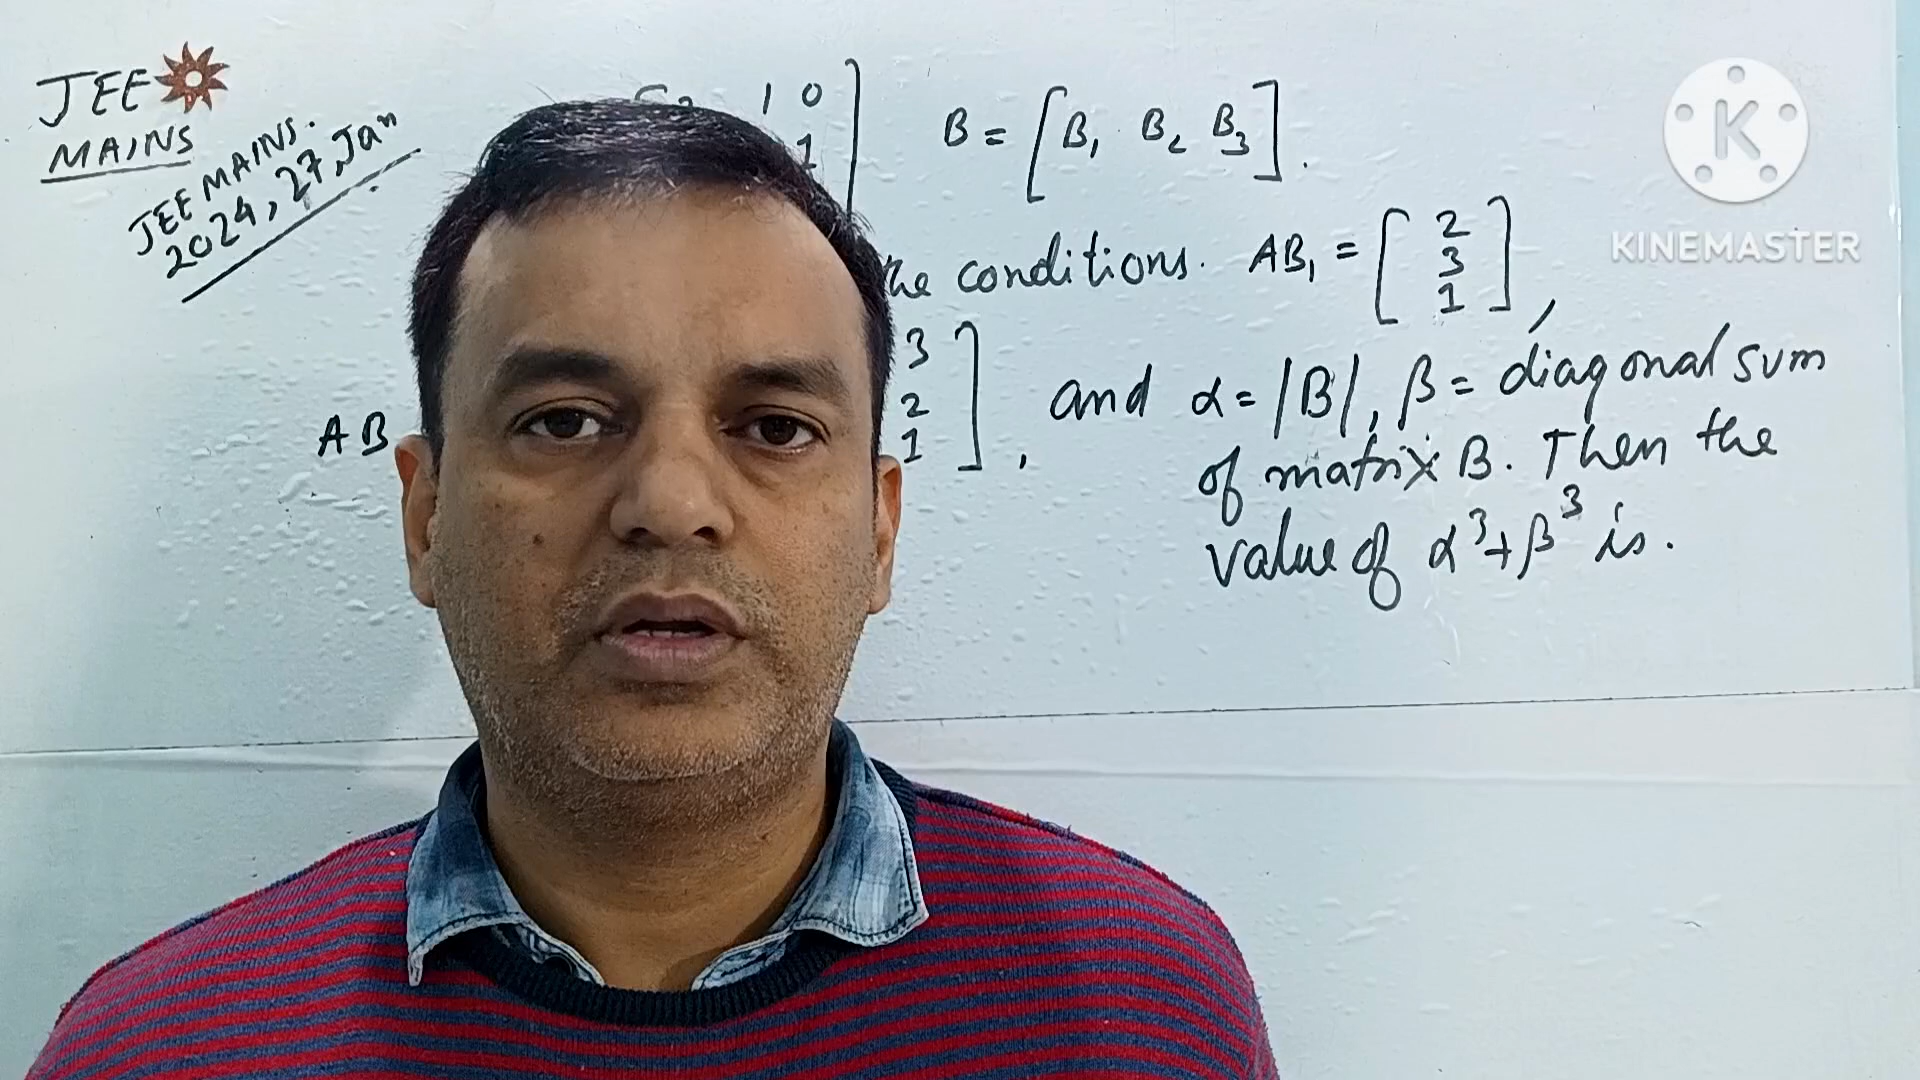 JEE
MAINS
JEE MAINS.
2024, 27, Jan
1 0
1
B = [B1 B2 B3].
the conditions. AB1 = [2
3
1],
AB
3
2
1], and α = |B|, β = diagonal sum
of matrix B. Then the
value of α³+β³ is.
K
KINEMASTER